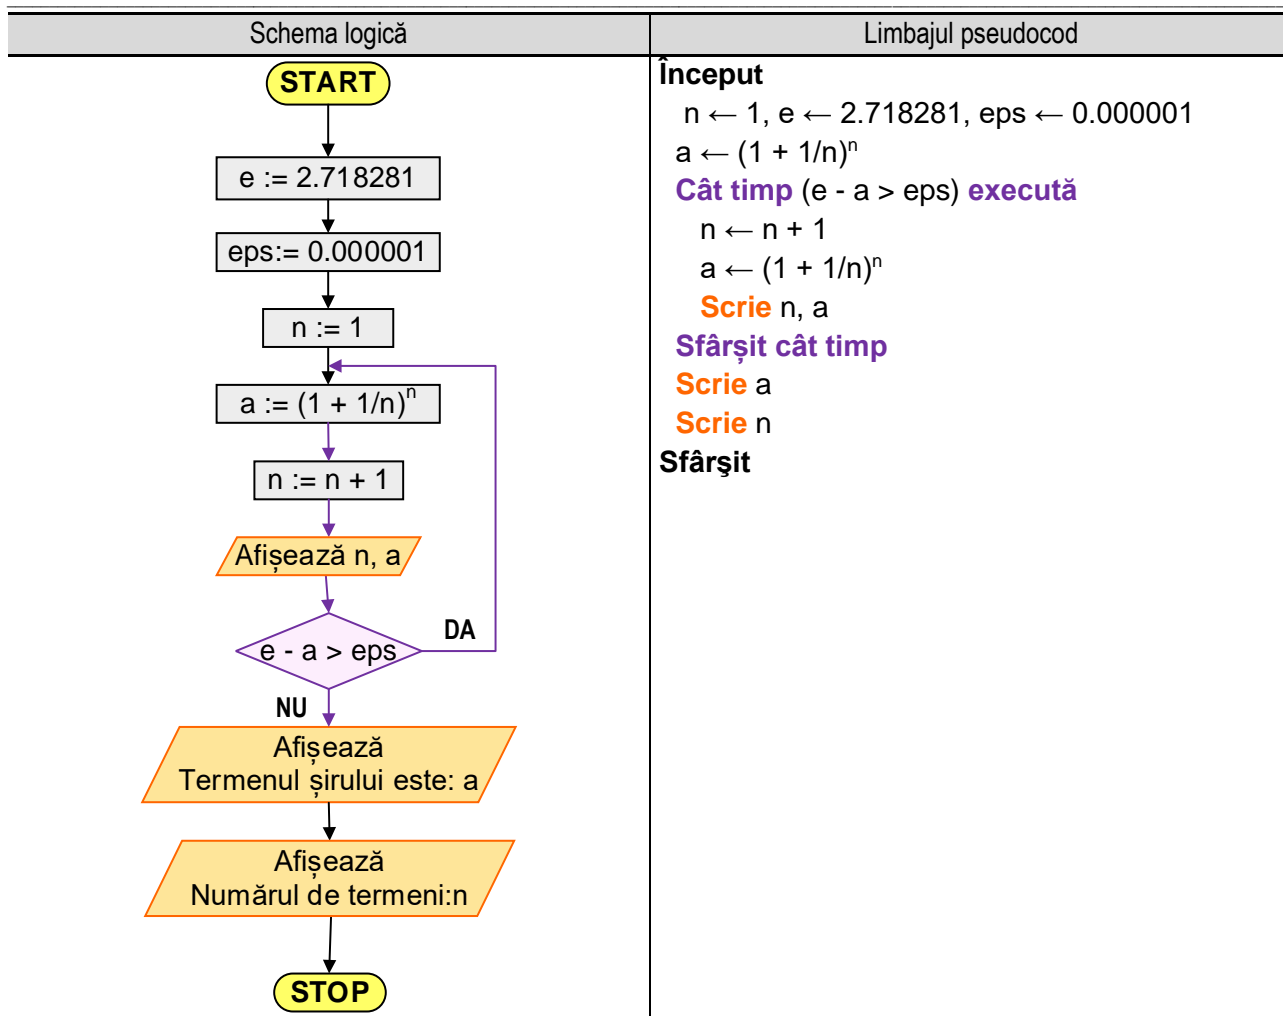 Schema logică
Limbajul pseudocod
START
e := 2.718281
eps:= 0.000001
n := 1
a := (1 + 1/n)ⁿ
n := n + 1
Afișează n, a
e - a > eps
DA
NU
Afișează
Termenul șirului este: a
Afișează
Numărul de termeni:n
STOP
Început
n ← 1, e ← 2.718281, eps ← 0.000001
a ← (1 + 1/n)ⁿ
Cât timp (e - a > eps) execută
n ← n + 1
a ← (1 + 1/n)ⁿ
Scrie n, a
Sfârșit cât timp
Scrie a
Scrie n
Sfârşit